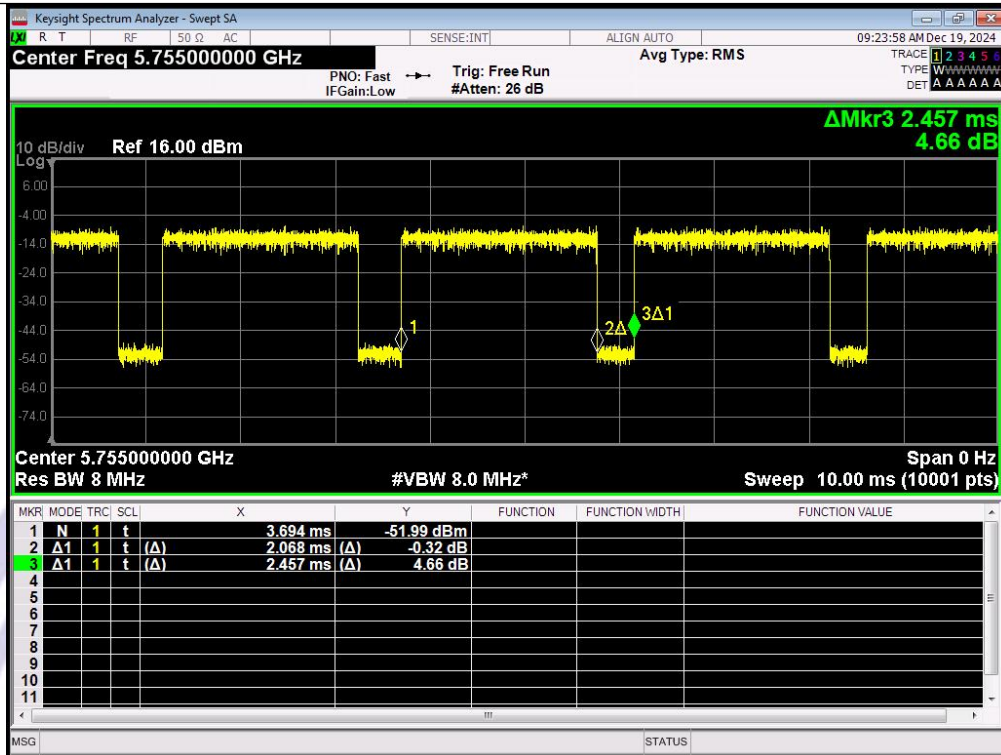 Keysight Spectrum Analyzer - Swept SA
LXI R T RF 50 Ω AC SENSE:INT ALIGN AUTO 09:23:58 AM Dec 19, 2024
Center Freq 5.755000000 GHz
Avg Type: RMS
TRACE 1 2 3 4 5 6
PNO: Fast Trig: Free Run
TYPE W W W W W W
IFGain:Low #Atten: 26 dB
DET A A A A A A
ΔMkr3 2.457 ms
4.66 dB
10 dB/div Ref 16.00 dBm
Log
6.00
-4.00
-14.0
-24.0
-34.0
3Δ1
-44.0
1 2Δ
-54.0
-64.0
-74.0
Center 5.755000000 GHz Span 0 Hz
Res BW 8 MHz #VBW 8.0 MHz* Sweep 10.00 ms (10001 pts)
MKR MODE TRC SCL X Y FUNCTION FUNCTION WIDTH FUNCTION VALUE
1 N 1 t 3.694 ms -51.99 dBm
2 Δ1 1 t (Δ) 2.068 ms (Δ) -0.32 dB
3 Δ1 1 t (Δ) 2.457 ms (Δ) 4.66 dB
4
5
6
7
8
9
10
11
MSG STATUS